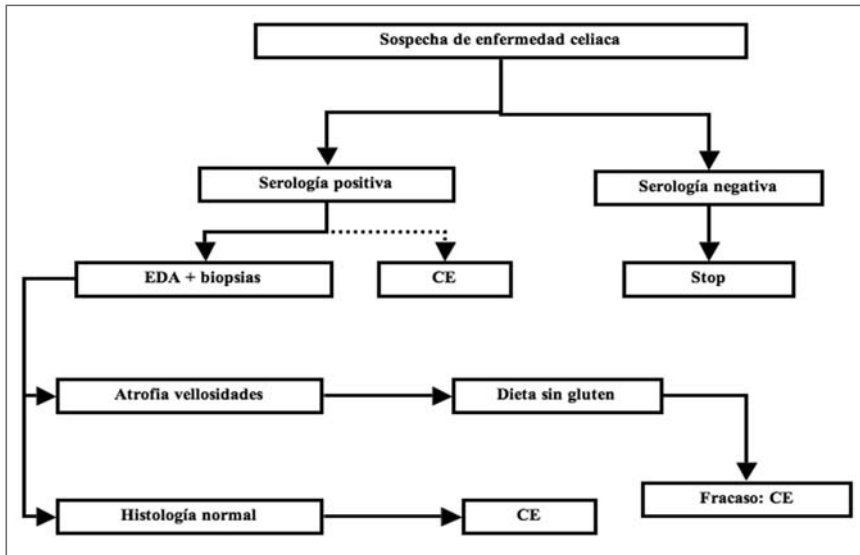 Sospecha de enfermedad celiaca
Serología positiva
Serología negativa
EDA + biopsias
CE
Stop
Atrofia vellosidades
Dieta sin gluten
Fracaso: CE
Histología normal
CE